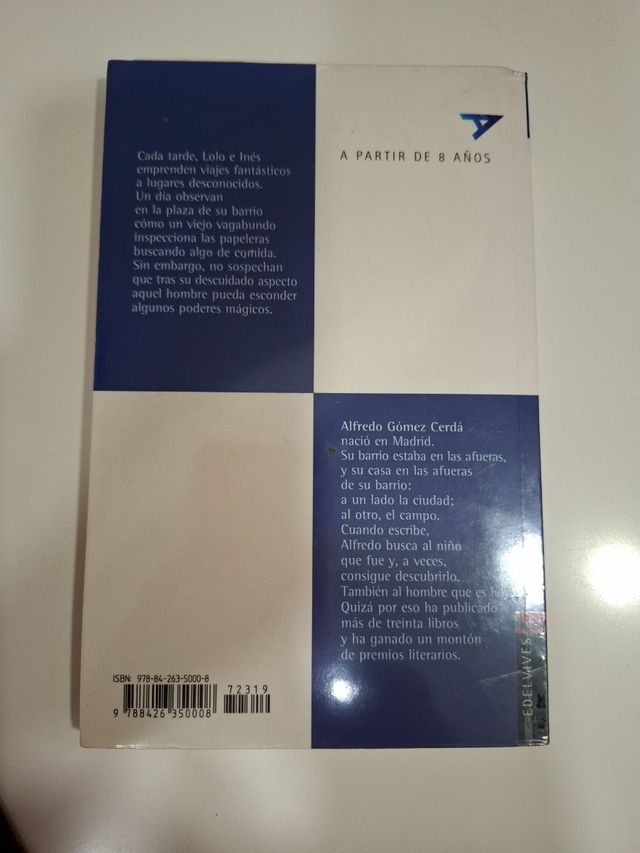 A PARTIR DE 8 AÑOS
Cada tarde, Lolo e Inés
emprenden viajes fantásticos
a lugares desconocidos.
Un día observan
en la plaza de su barrio
cómo un viejo vagabundo
inspecciona las papeleras
buscando algo de comida.
Sin embargo, no sospechan
que tras su descuidado aspecto
aquel hombre pueda esconder
algunos poderes mágicos.
Alfredo Gómez Cerdá
nació en Madrid.
Su barrio estaba en las afueras,
y su casa en las afueras
de su barrio:
a un lado la ciudad;
al otro, el campo.
Cuando escribe,
Alfredo busca al niño
que fue y, a veces,
consigue descubrirlo.
También al hombre que es
Quizá por eso ha publicado
más de treinta libros
y ha ganado un montón
de premios literarios.
ISBN: 978-84-263-5000-8
72319
9 788426 350008
EDELVIVES